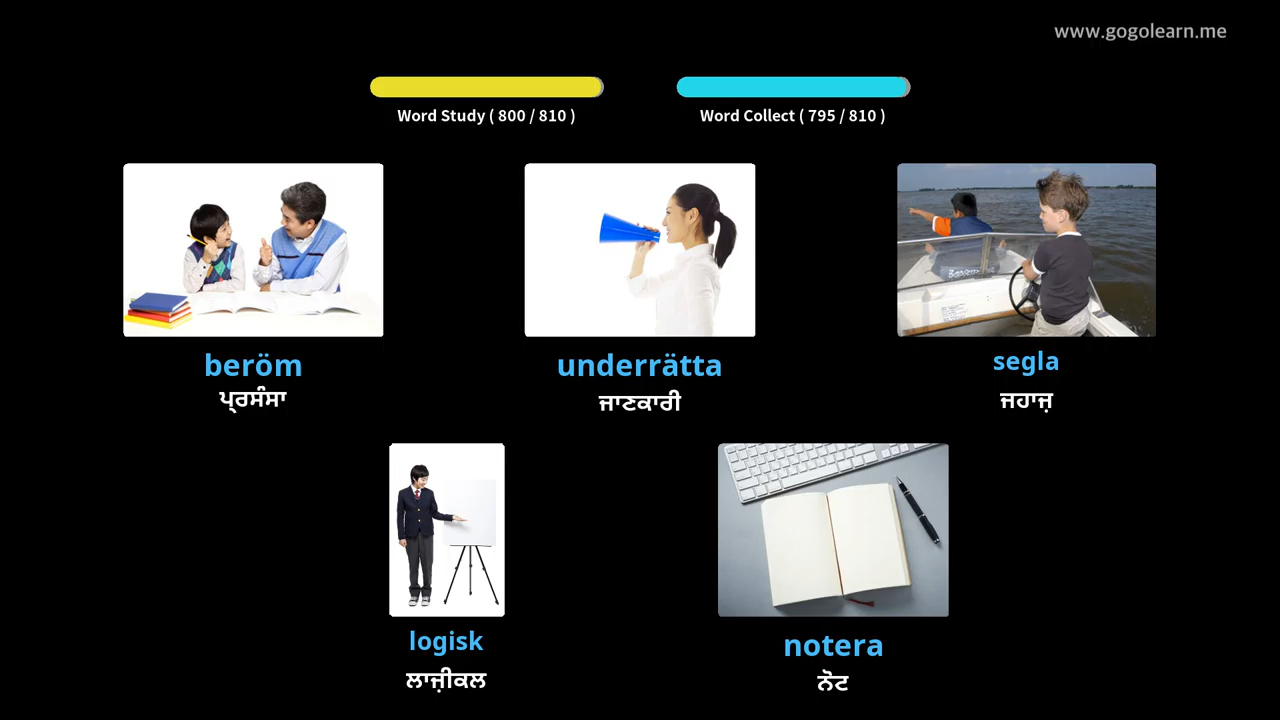 www.gogolearn.me
Word Study ( 800 / 810 )
Word Collect ( 795 / 810 )
beröm
ਪ੍ਰਸੰਸਾ
underrätta
ਜਾਣਕਾਰੀ
segla
ਜਹਾਜ਼
logisk
ਲਾਜ਼ੀਕਲ
notera
ਨੋਟ